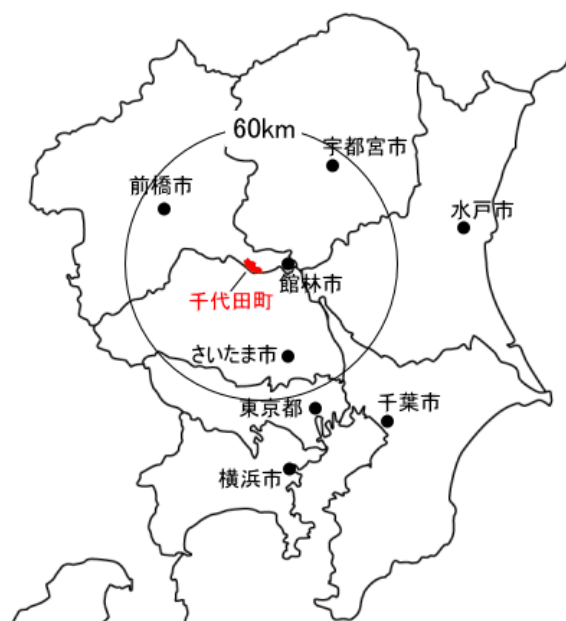 60km
宇都宮市
前橋市
水戸市
館林市
千代田町
さいたま市
東京都
千葉市
横浜市